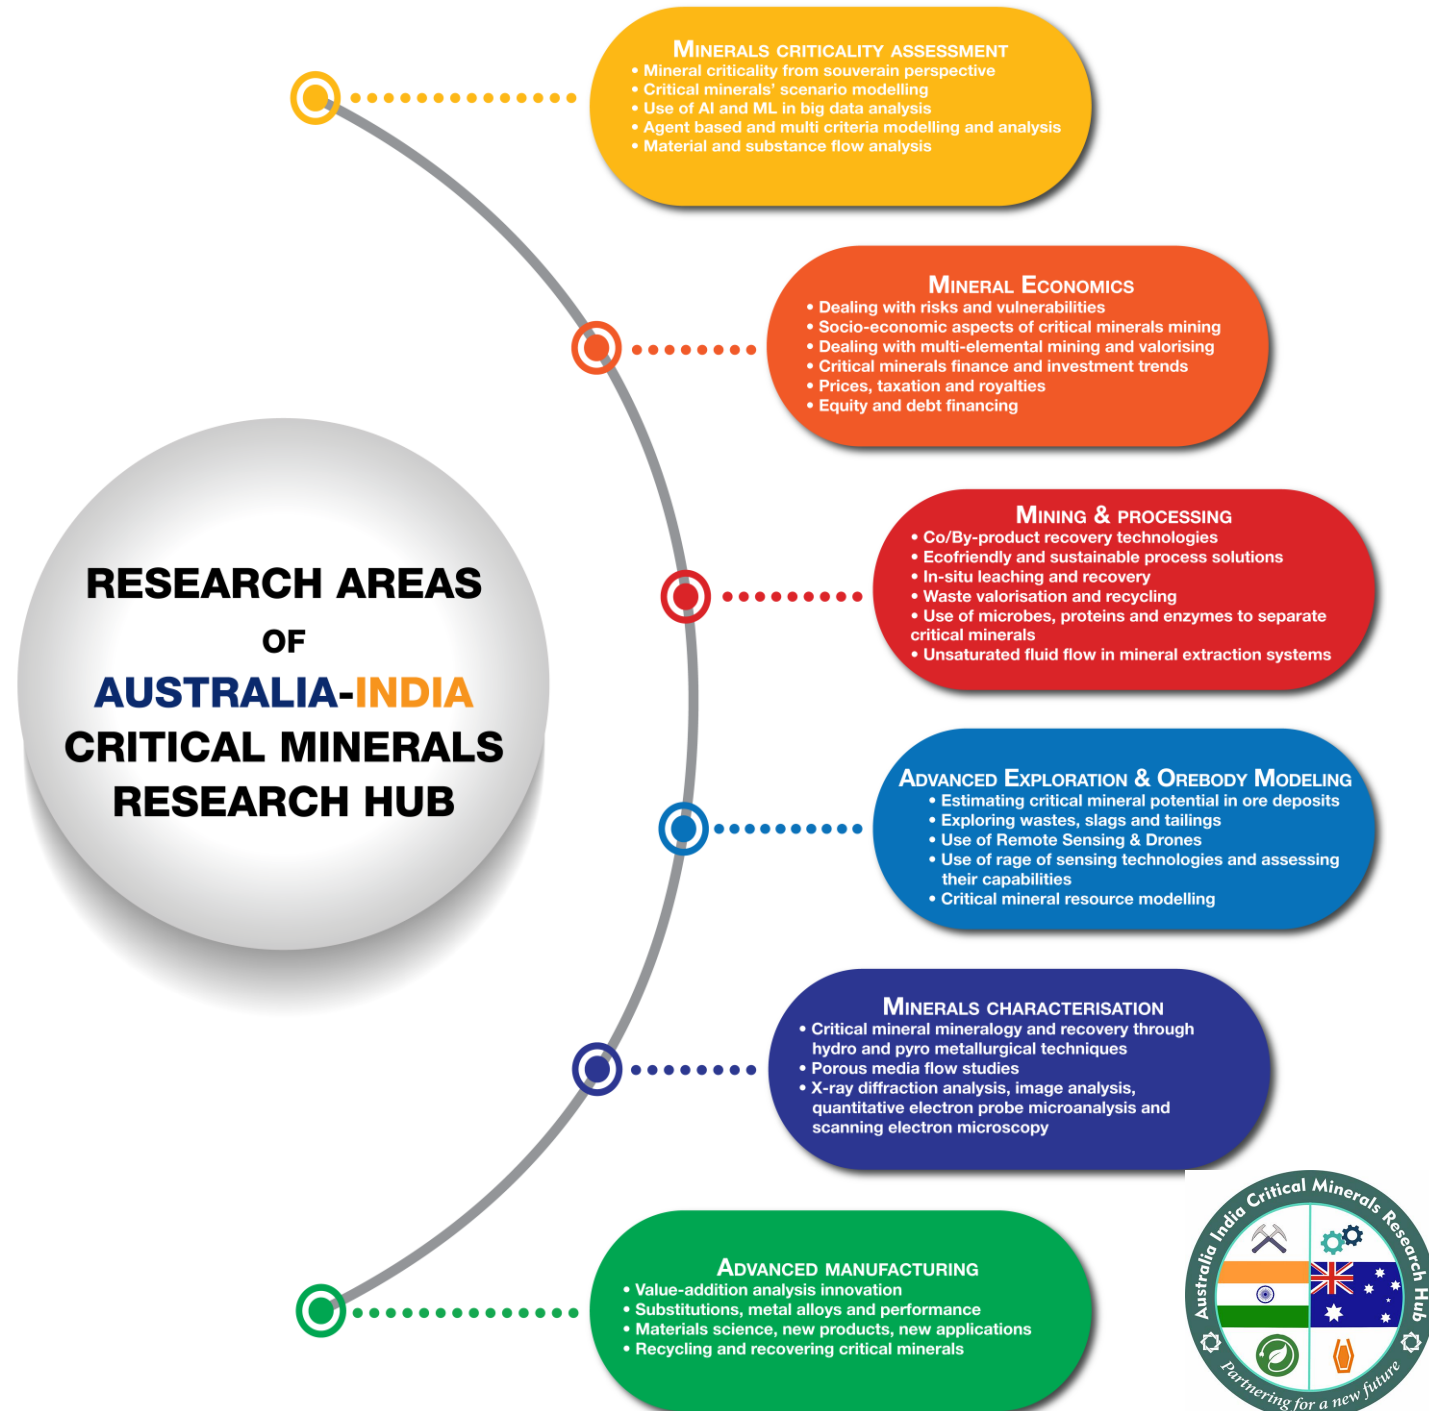 RESEARCH AREAS
OF
AUSTRALIA-INDIA
CRITICAL MINERALS
RESEARCH HUB
MINERALS CRITICALITY ASSESSMENT
• Mineral criticality from souverain perspective
• Critical minerals' scenario modelling
• Use of AI and ML in big data analysis
• Agent based and multi criteria modelling and analysis
• Material and substance flow analysis
MINERAL ECONOMICS
• Dealing with risks and vulnerabilities
• Socio-economic aspects of critical minerals mining
• Dealing with multi-elemental mining and valorising
• Critical minerals finance and investment trends
• Prices, taxation and royalties
• Equity and debt financing
MINING & PROCESSING
• Co/By-product recovery technologies
• Ecofriendly and sustainable process solutions
• In-situ leaching and recovery
• Waste valorisation and recycling
• Use of microbes, proteins and enzymes to separate
critical minerals
• Unsaturated fluid flow in mineral extraction systems
ADVANCED EXPLORATION & OREBODY MODELING
• Estimating critical mineral potential in ore deposits
• Exploring wastes, slags and tailings
• Use of Remote Sensing & Drones
• Use of rage of sensing technologies and assessing
their capabilities
• Critical mineral resource modelling
MINERALS CHARACTERISATION
• Critical mineral mineralogy and recovery through
hydro and pyro metallurgical techniques
• Porous media flow studies
• X-ray diffraction analysis, image analysis,
quantitative electron probe microanalysis and
scanning electron microscopy
ADVANCED MANUFACTURING
• Value-addition analysis innovation
• Substitutions, metal alloys and performance
• Materials science, new products, new applications
• Recycling and recovering critical minerals
Australia India Critical Minerals Research Hub
Partnering for a new future